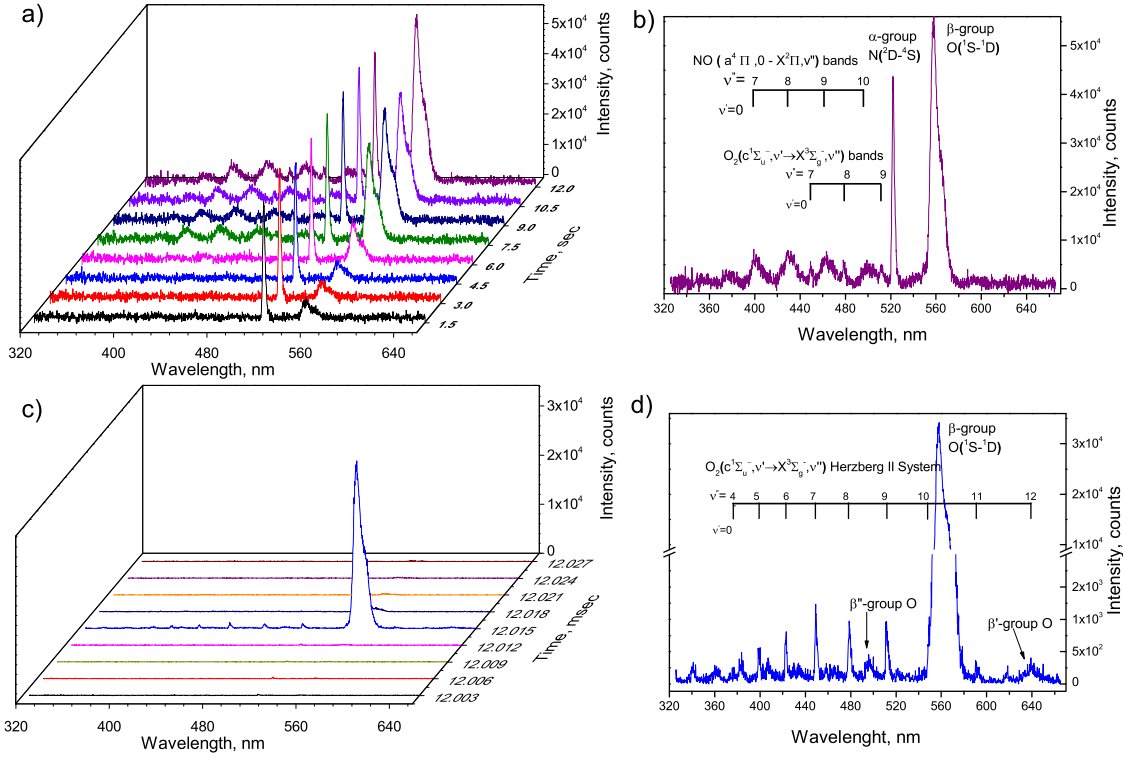 a)
Intensity, counts
5x10⁴
4x10⁴
3x10⁴
2x10⁴
1x10⁴
0
12.0
10.5
9.0
7.5
6.0
4.5
3.0
1.5
Time, sec
320 400 480 560 640
Wavelength, nm
b)
α-group
N(²D-⁴S)
β-group
O(¹S-¹D)
NO ( a⁴ Π ,0 - X²Π,ν'') bands
ν''= 7 8 9 10
ν'=0
O₂(c¹Σᵤ⁻,ν'→X³Σg⁻,ν'') bands
ν''= 7 8 9
ν'=0
5x10⁴
4x10⁴
3x10⁴
2x10⁴
1x10⁴
0
Intensity, counts
320 360 400 440 480 520 560 600 640
Wavelength, nm
c)
3x10⁴
2x10⁴
1x10⁴
0
Intensity, counts
12.027
12.024
12.021
12.018
12.015
12.012
12.009
12.006
12.003
Time, msec
320 400 480 560 640
Wavelength, nm
d)
β-group
O(¹S-¹D)
O₂(c¹Σᵤ⁻,ν'→X³Σg⁻,ν'') Herzberg II System
ν''= 4 5 6 7 8 9 10 11 12
ν'=0
β''-group O
β'-group O
3x10⁴
2x10⁴
1x10⁴
2x10³
1x10³
5x10²
0
Intensity, counts
320 360 400 440 480 520 560 600 640
Wavelenght, nm